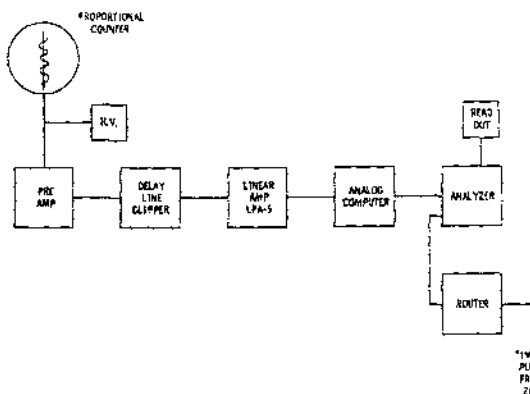 PROPORTIONAL
COUNTER
H.V.
READ
OUT
PRE
AMP
DELAY
LINE
CLIPPER
LINEAR
AMP
LPA-5
ANALOG
COMPUTER
ANALYZER
ROUTER